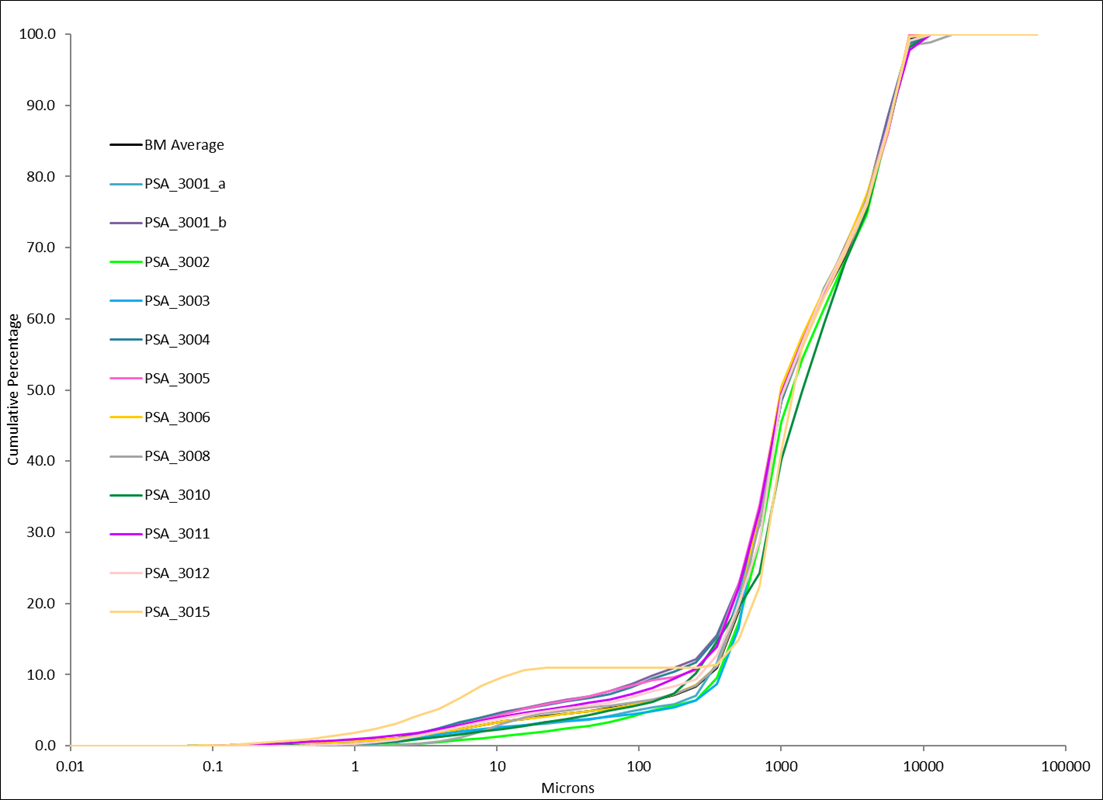 100.0
90.0
80.0
70.0
60.0
50.0
40.0
30.0
20.0
10.0
0.0
Cumulative Percentage
BM Average
PSA_3001_a
PSA_3001_b
PSA_3002
PSA_3003
PSA_3004
PSA_3005
PSA_3006
PSA_3008
PSA_3010
PSA_3011
PSA_3012
PSA_3015
0.01 0.1 1 10 100 1000 10000 100000
Microns